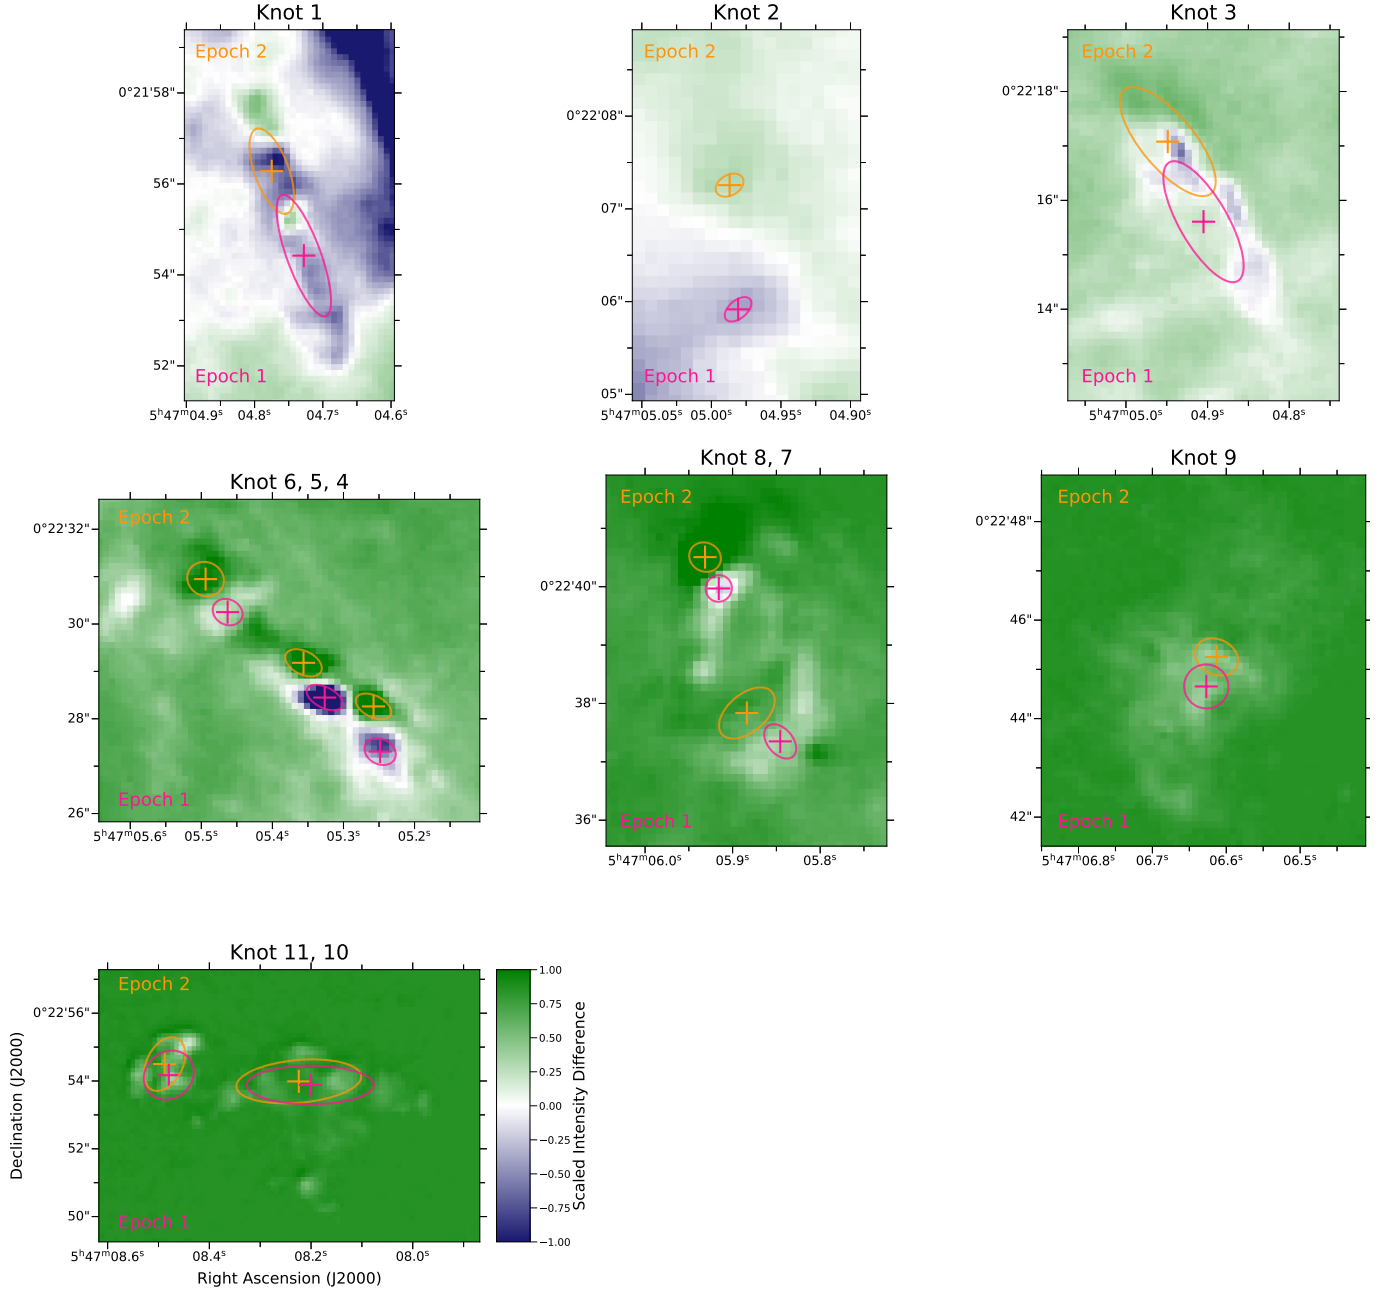 Knot 1
Epoch 2
0°21'58"
56"
54"
52"
Epoch 1
5ʰ47ᵐ04.9ˢ 04.8ˢ 04.7ˢ 04.6ˢ
Knot 2
Epoch 2
0°22'08"
07"
06"
05"
Epoch 1
5ʰ47ᵐ05.05ˢ 05.00ˢ 04.95ˢ 04.90ˢ
Knot 3
Epoch 2
0°22'18"
16"
14"
Epoch 1
5ʰ47ᵐ05.0ˢ 04.9ˢ 04.8ˢ
Knot 6, 5, 4
Epoch 2
0°22'32"
30"
28"
26"
Epoch 1
5ʰ47ᵐ05.6ˢ 05.5ˢ 05.4ˢ 05.3ˢ 05.2ˢ
Knot 8, 7
Epoch 2
0°22'40"
38"
36"
Epoch 1
5ʰ47ᵐ06.0ˢ 05.9ˢ 05.8ˢ
Knot 9
Epoch 2
0°22'48"
46"
44"
42"
Epoch 1
5ʰ47ᵐ06.8ˢ 06.7ˢ 06.6ˢ 06.5ˢ
Knot 11, 10
Epoch 2
0°22'56"
54"
52"
50"
Epoch 1
5ʰ47ᵐ08.6ˢ 08.4ˢ 08.2ˢ 08.0ˢ
Right Ascension (J2000)
Declination (J2000)
1.00
0.75
0.50
0.25
0.00
−0.25
−0.50
−0.75
−1.00
Scaled Intensity Difference